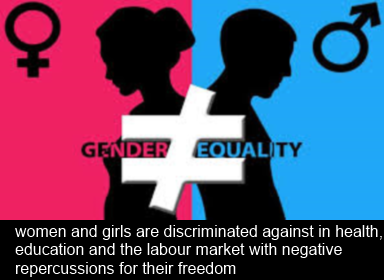 GENDER EQUALITY
women and girls are discriminated against in health,
education and the labour market with negative
repercussions for their freedom